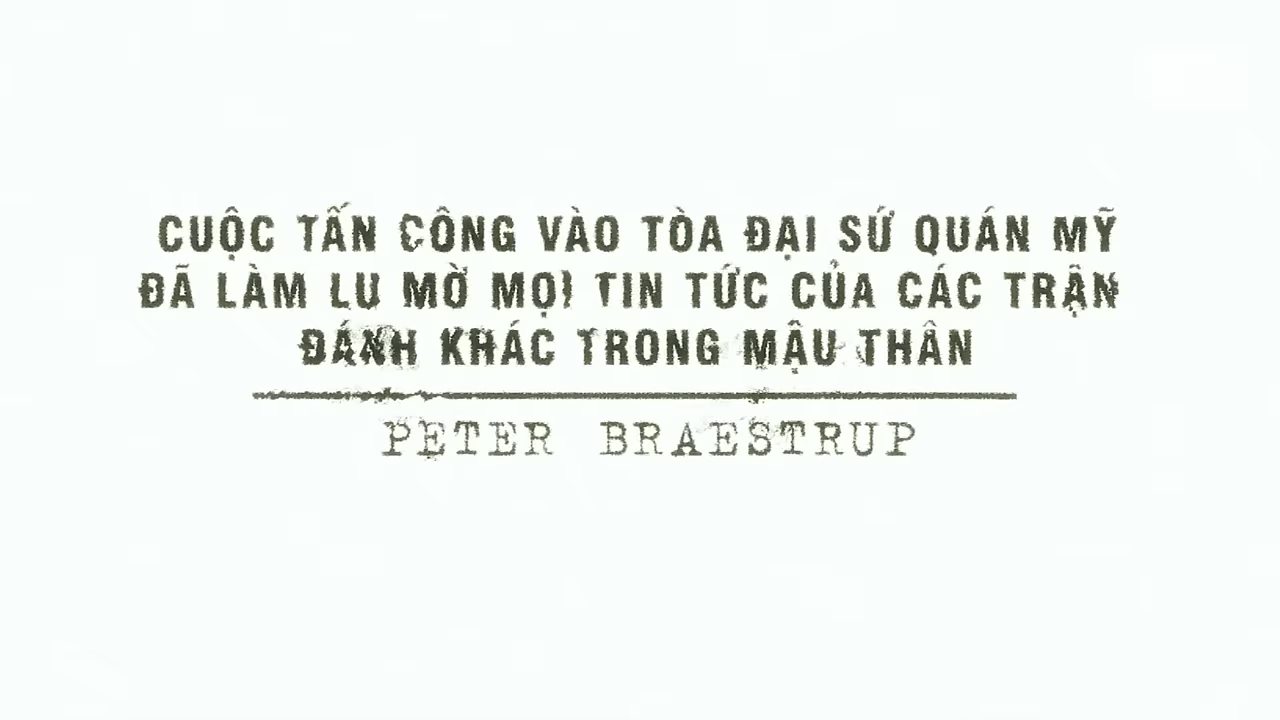 CUỘC TẤN CÔNG VÀO TÒA ĐẠI SỨ QUÁN MỸ
ĐÃ LÀM LU MỜ MỌI TIN TỨC CỦA CÁC TRẬN
ĐÁNH KHÁC TRONG MẬU THÂN
PETER BRAESTRUP